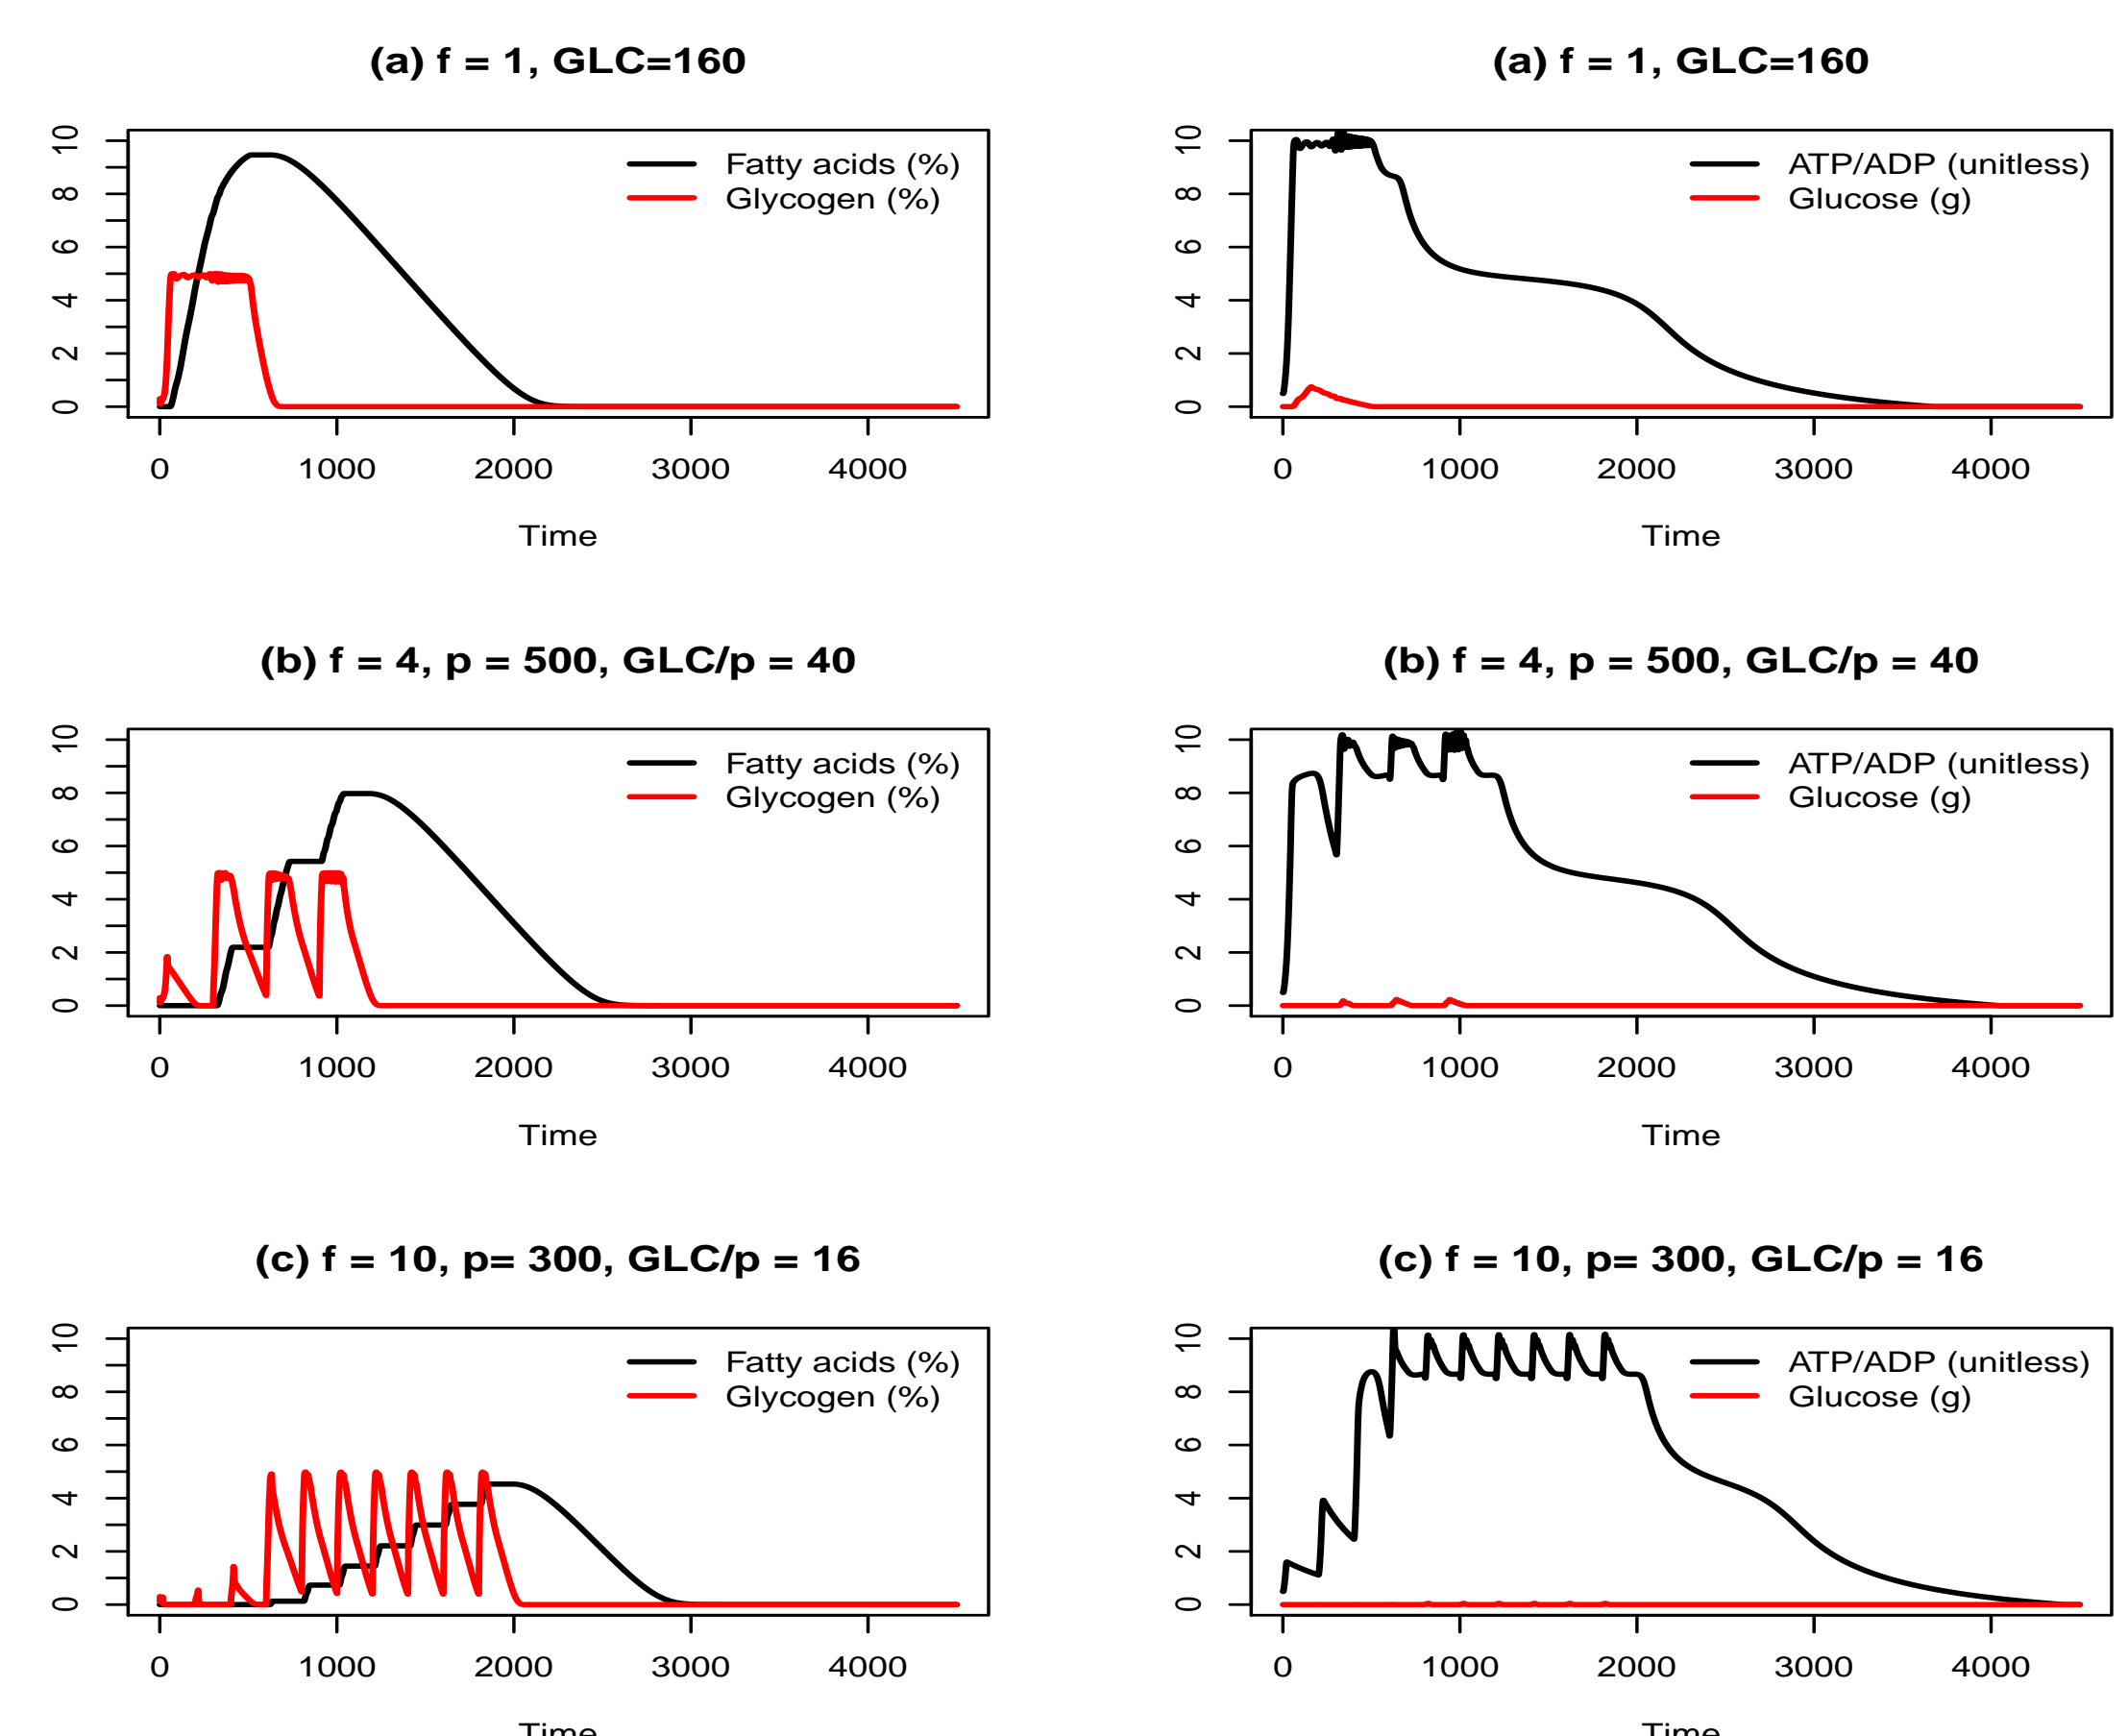 (a) f = 1, GLC=160
10
8
6
4
2
0
Fatty acids (%)
Glycogen (%)
0 1000 2000 3000 4000
Time
(a) f = 1, GLC=160
10
8
6
4
2
0
ATP/ADP (unitless)
Glucose (g)
0 1000 2000 3000 4000
Time
(b) f = 4, p = 500, GLC/p = 40
10
8
6
4
2
0
Fatty acids (%)
Glycogen (%)
0 1000 2000 3000 4000
Time
(b) f = 4, p = 500, GLC/p = 40
10
8
6
4
2
0
ATP/ADP (unitless)
Glucose (g)
0 1000 2000 3000 4000
Time
(c) f = 10, p= 300, GLC/p = 16
10
8
6
4
2
0
Fatty acids (%)
Glycogen (%)
0 1000 2000 3000 4000
Time
(c) f = 10, p= 300, GLC/p = 16
10
8
6
4
2
0
ATP/ADP (unitless)
Glucose (g)
0 1000 2000 3000 4000
Time